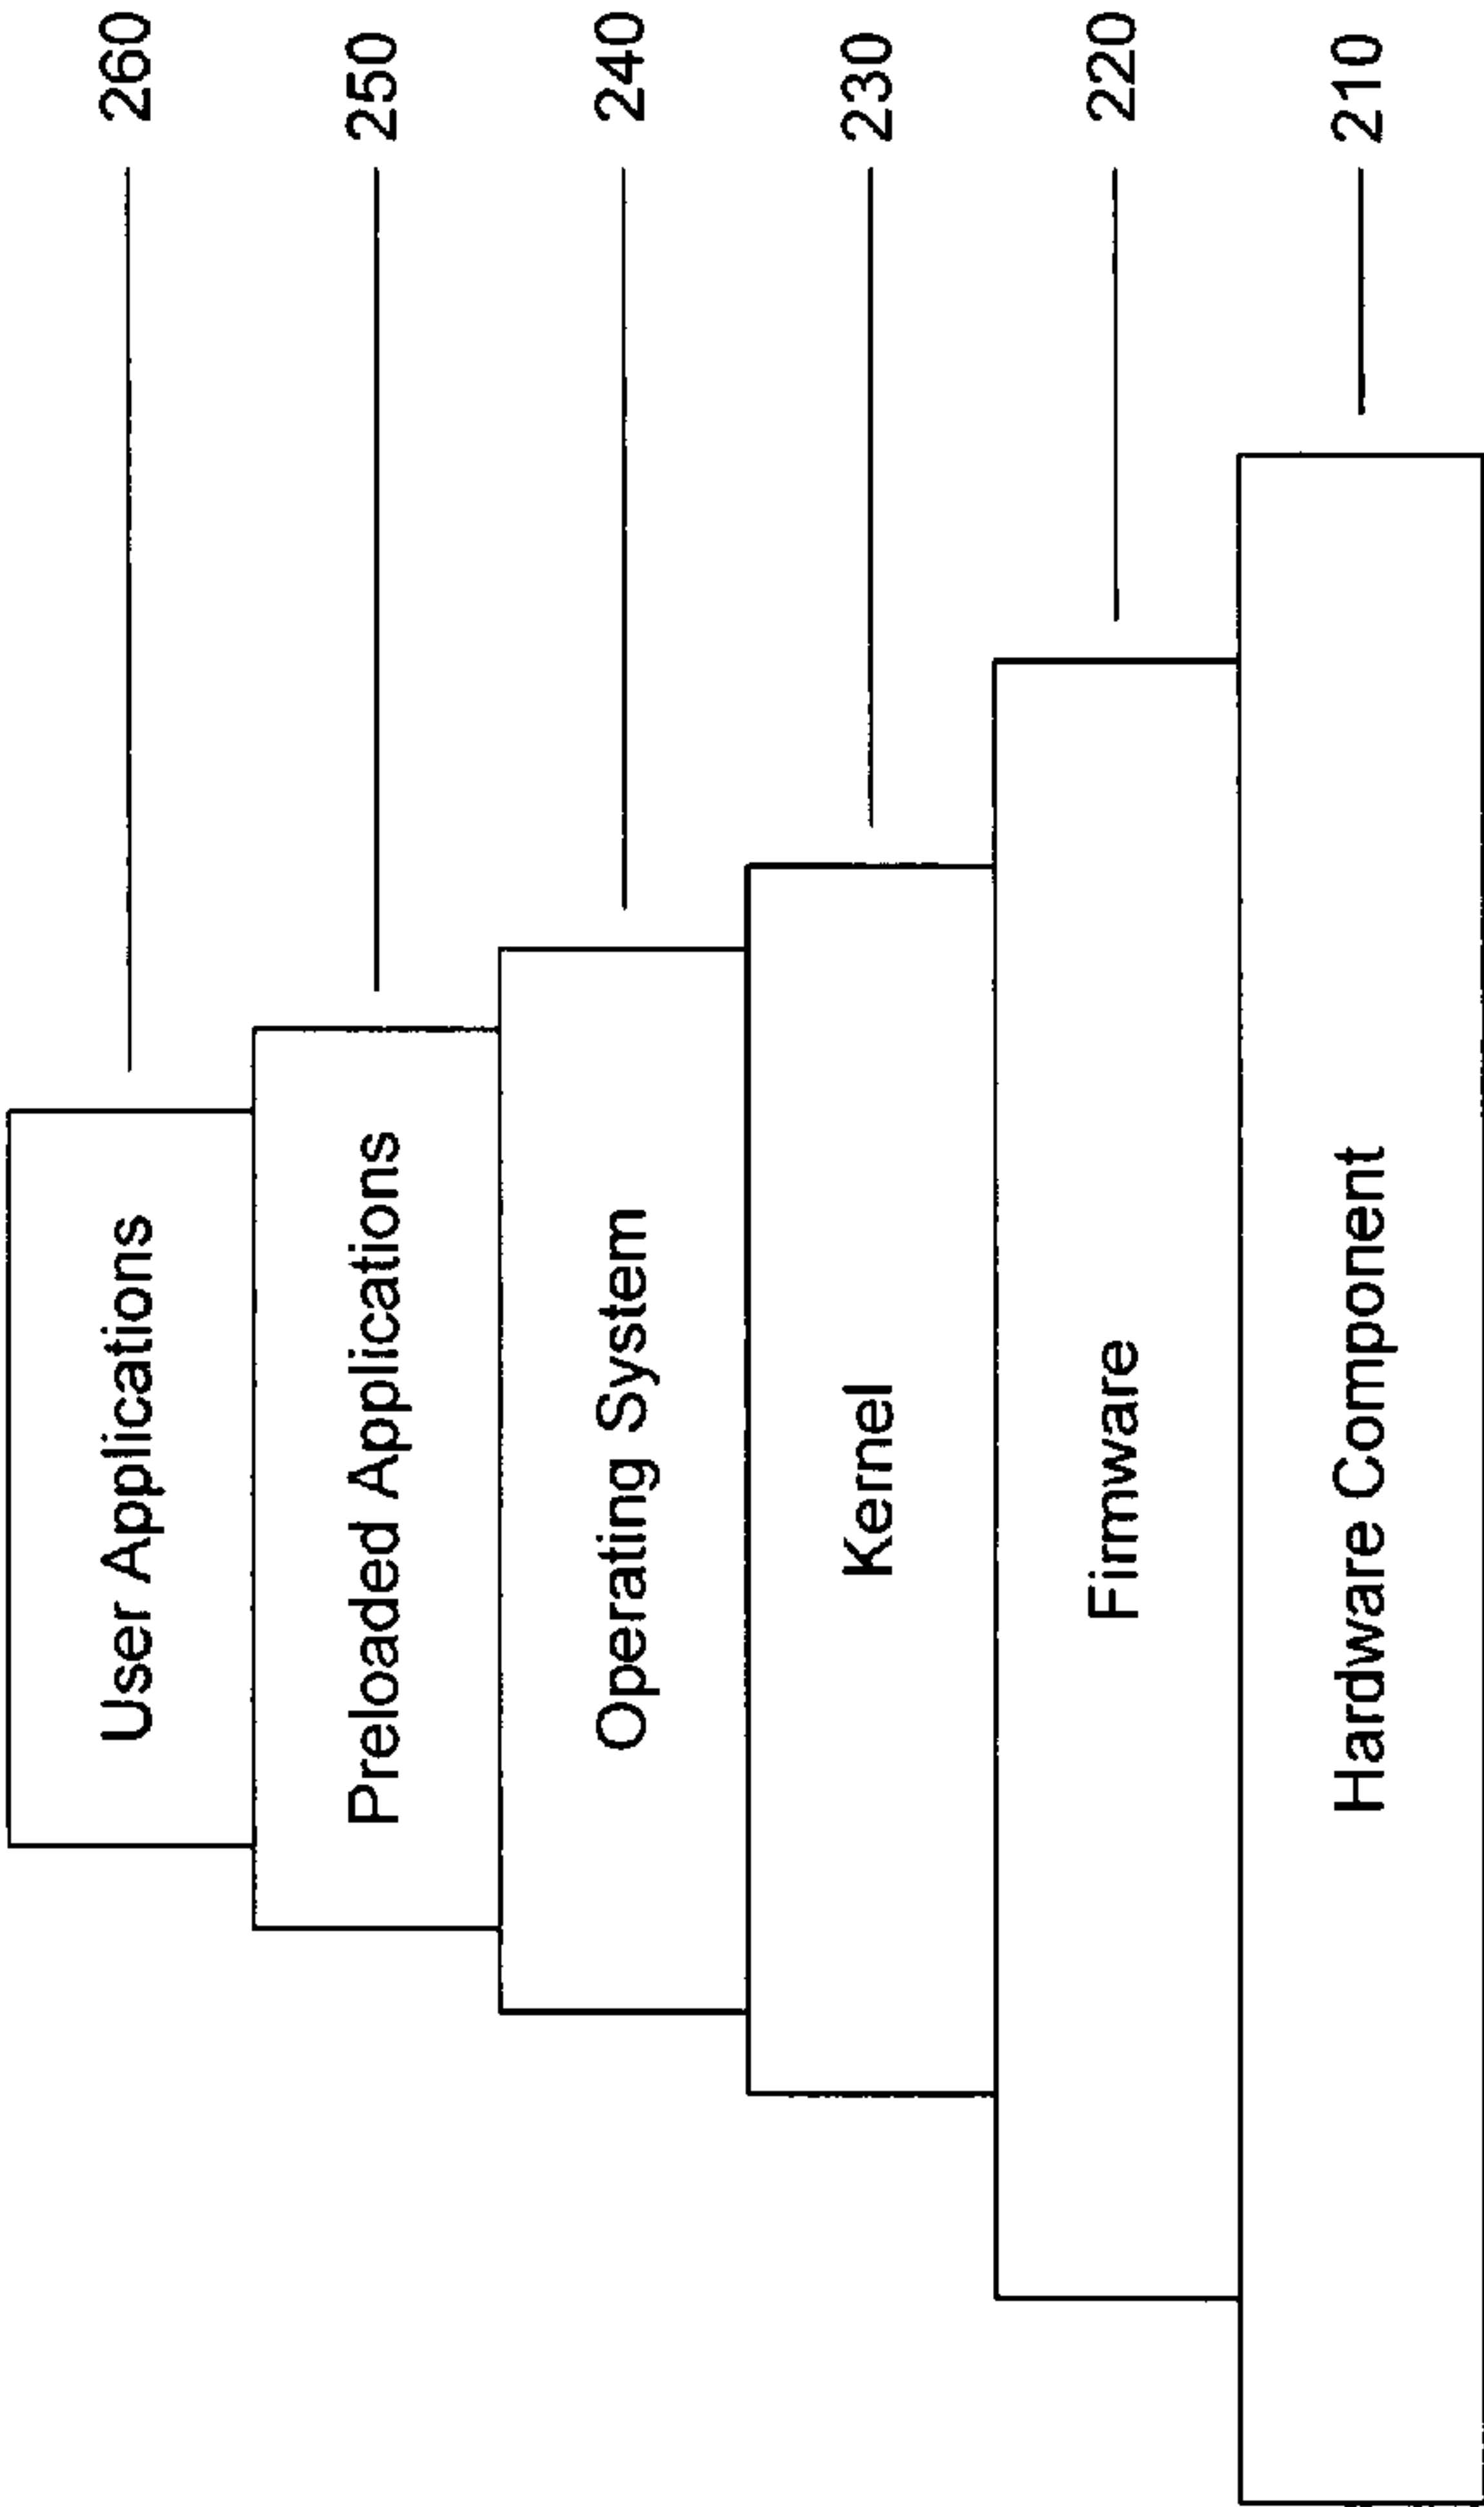 User Applications 260
Preloaded Applications 250
Operating System 240
Kernel 230
Firmware 220
Hardware Component 210